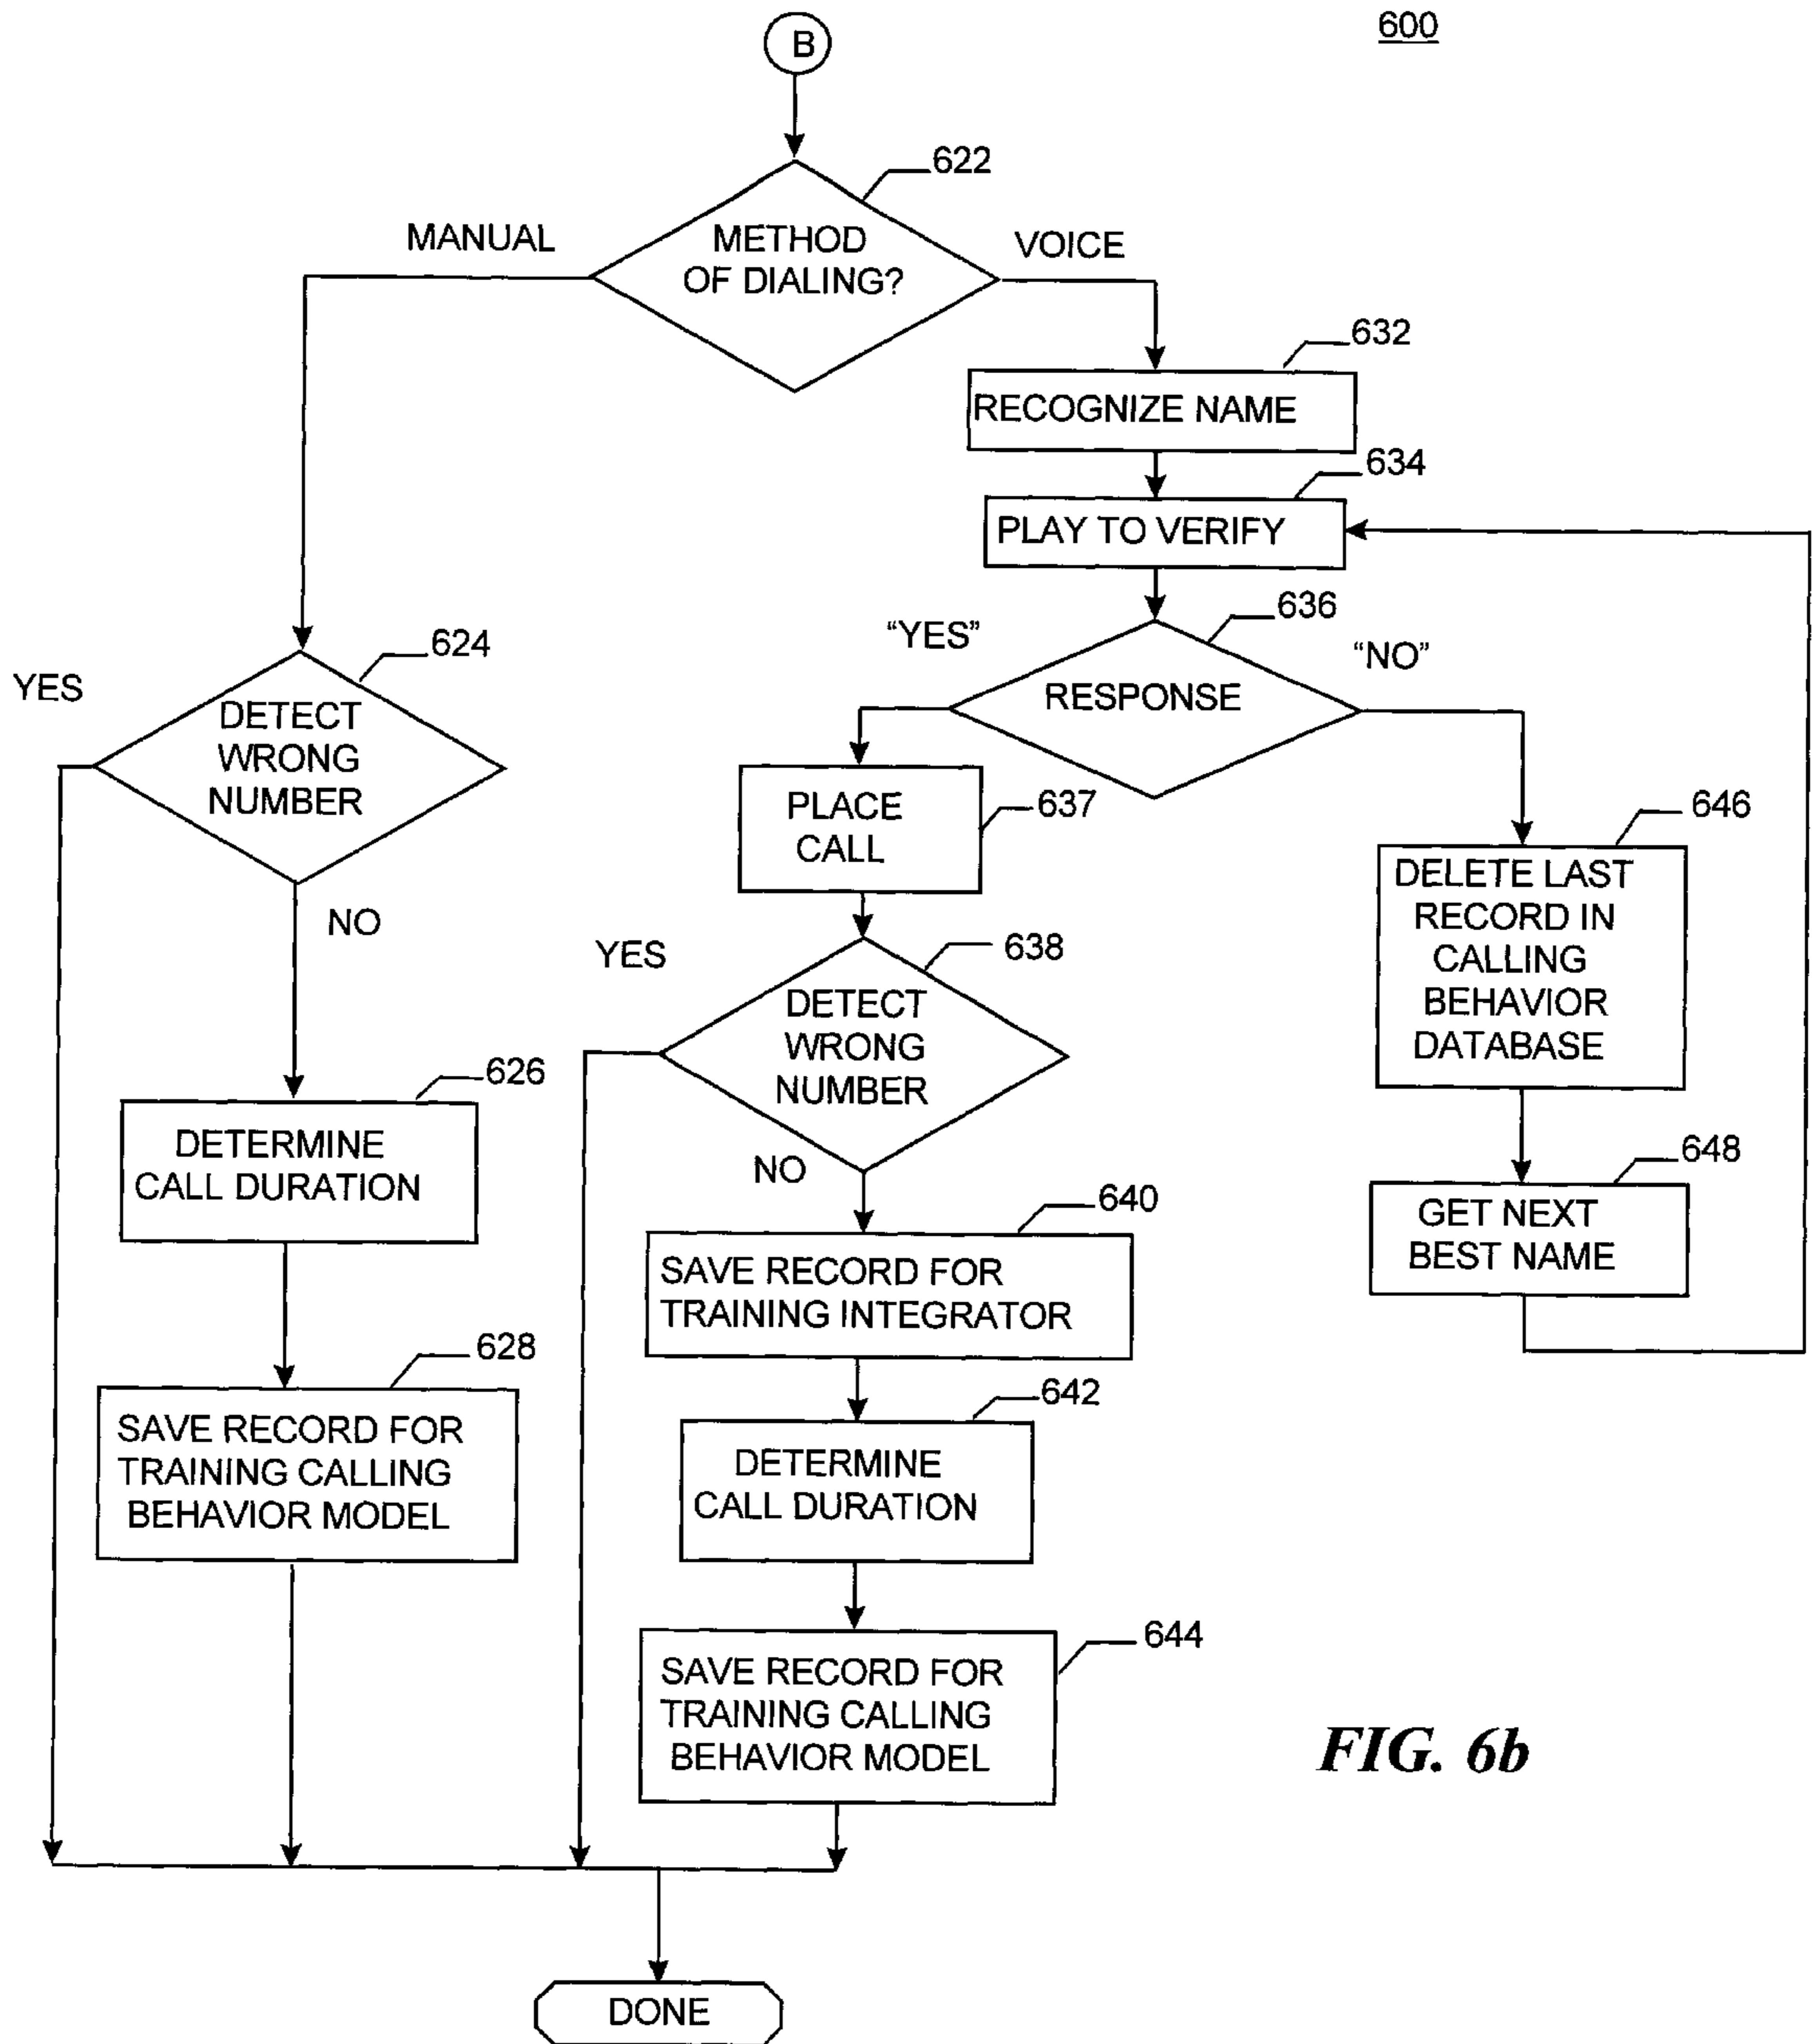 600
B
622
MANUAL
METHOD
OF DIALING?
VOICE
632
RECOGNIZE NAME
634
PLAY TO VERIFY
636
"YES"
"NO"
RESPONSE
624
YES
DETECT
WRONG
NUMBER
NO
PLACE
CALL
637
646
DELETE LAST
RECORD IN
CALLING
BEHAVIOR
DATABASE
638
YES
DETECT
WRONG
NUMBER
NO
626
DETERMINE
CALL DURATION
648
GET NEXT
BEST NAME
640
SAVE RECORD FOR
TRAINING INTEGRATOR
628
SAVE RECORD FOR
TRAINING CALLING
BEHAVIOR MODEL
642
DETERMINE
CALL DURATION
644
SAVE RECORD FOR
TRAINING CALLING
BEHAVIOR MODEL
FIG. 6b
DONE